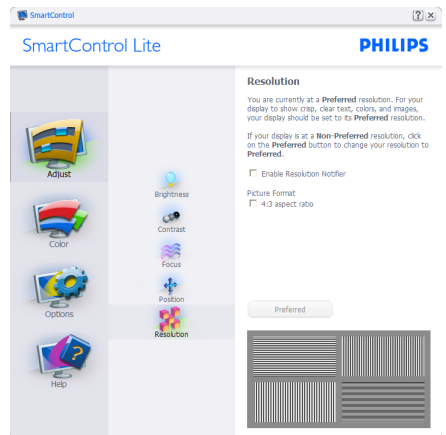 SmartControl
SmartControl Lite
PHILIPS
Adjust
Color
Options
Help
Brightness
Contrast
Focus
Position
Resolution
Resolution
You are currently at a Preferred resolution. For your
display to show crisp, clear text, colors, and images,
your display should be set to its Preferred resolution.
If your display is at a Non-Preferred resolution, click
on the Preferred button to change your resolution to
Preferred.
Enable Resolution Notifier
Picture Format
4:3 aspect ratio
Preferred